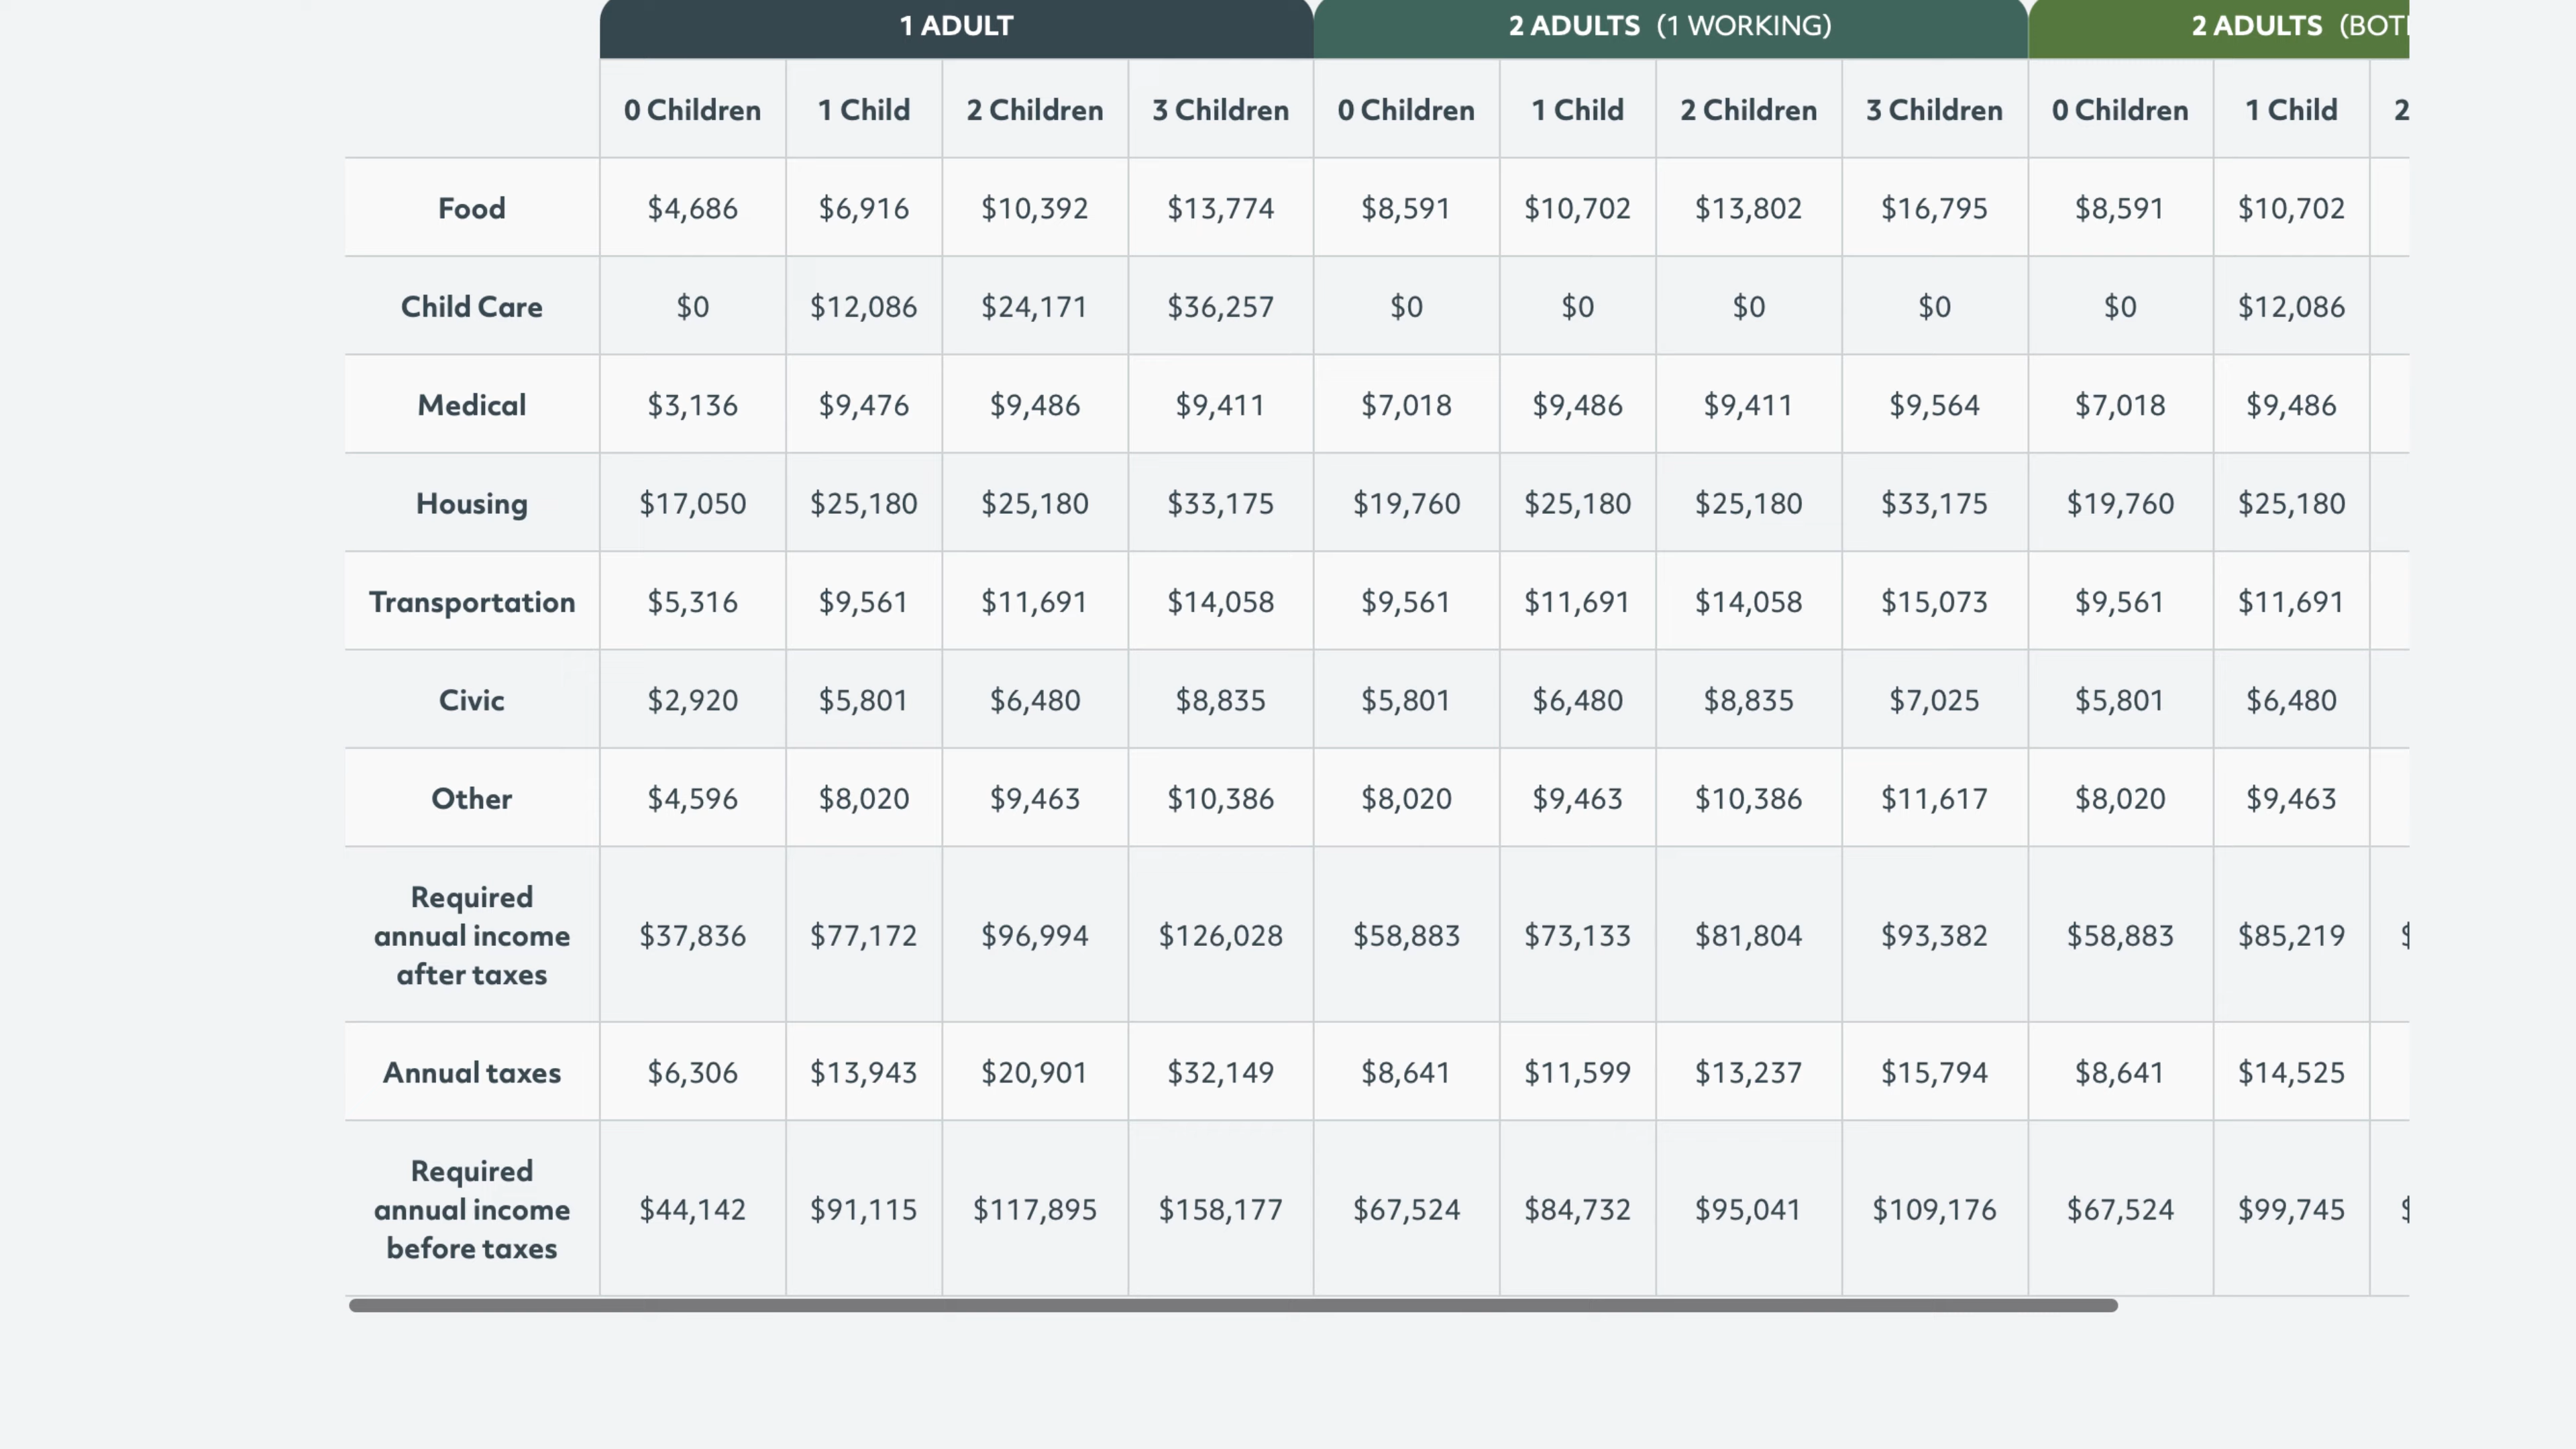 1 ADULT 2 ADULTS (1 WORKING) 2 ADULTS (BOT
0 Children 1 Child 2 Children 3 Children 0 Children 1 Child 2 Children 3 Children 0 Children 1 Child 2
Food $4,686 $6,916 $10,392 $13,774 $8,591 $10,702 $13,802 $16,795 $8,591 $10,702
Child Care $0 $12,086 $24,171 $36,257 $0 $0 $0 $0 $0 $12,086
Medical $3,136 $9,476 $9,486 $9,411 $7,018 $9,486 $9,411 $9,564 $7,018 $9,486
Housing $17,050 $25,180 $25,180 $33,175 $19,760 $25,180 $25,180 $33,175 $19,760 $25,180
Transportation $5,316 $9,561 $11,691 $14,058 $9,561 $11,691 $14,058 $15,073 $9,561 $11,691
Civic $2,920 $5,801 $6,480 $8,835 $5,801 $6,480 $8,835 $7,025 $5,801 $6,480
Other $4,596 $8,020 $9,463 $10,386 $8,020 $9,463 $10,386 $11,617 $8,020 $9,463
Required
annual income $37,836 $77,172 $96,994 $126,028 $58,883 $73,133 $81,804 $93,382 $58,883 $85,219 $
after taxes
Annual taxes $6,306 $13,943 $20,901 $32,149 $8,641 $11,599 $13,237 $15,794 $8,641 $14,525
Required
annual income $44,142 $91,115 $117,895 $158,177 $67,524 $84,732 $95,041 $109,176 $67,524 $99,745 $
before taxes